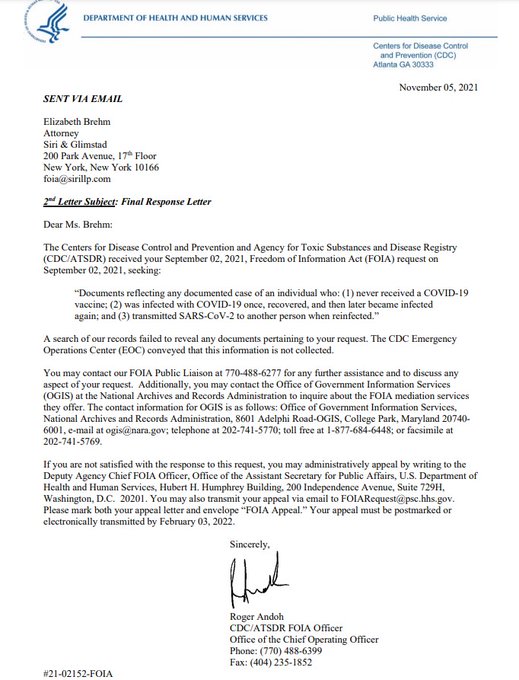 DEPARTMENT OF HEALTH AND HUMAN SERVICES
Public Health Service
Centers for Disease Control
and Prevention (CDC)
Atlanta GA 30333
November 05, 2021
SENT VIA EMAIL
Elizabeth Brehm
Attorney
Siri & Glimstad
200 Park Avenue, 17th Floor
New York, New York 10166
foia@sirillp.com
2nd Letter Subject: Final Response Letter
Dear Ms. Brehm:
The Centers for Disease Control and Prevention and Agency for Toxic Substances and Disease Registry
(CDC/ATSDR) received your September 02, 2021, Freedom of Information Act (FOIA) request on
September 02, 2021, seeking:
“Documents reflecting any documented case of an individual who: (1) never received a COVID-19
vaccine; (2) was infected with COVID-19 once, recovered, and then later became infected
again; and (3) transmitted SARS-CoV-2 to another person when reinfected.”
A search of our records failed to reveal any documents pertaining to your request. The CDC Emergency
Operations Center (EOC) conveyed that this information is not collected.
You may contact our FOIA Public Liaison at 770-488-6277 for any further assistance and to discuss any
aspect of your request. Additionally, you may contact the Office of Government Information Services
(OGIS) at the National Archives and Records Administration to inquire about the FOIA mediation services
they offer. The contact information for OGIS is as follows: Office of Government Information Services,
National Archives and Records Administration, 8601 Adelphi Road-OGIS, College Park, Maryland 20740-
6001, e-mail at ogis@nara.gov; telephone at 202-741-5770; toll free at 1-877-684-6448; or facsimile at
202-741-5769.
If you are not satisfied with the response to this request, you may administratively appeal by writing to the
Deputy Agency Chief FOIA Officer, Office of the Assistant Secretary for Public Affairs, U.S. Department of
Health and Human Services, Hubert H. Humphrey Building, 200 Independence Avenue, Suite 729H,
Washington, D.C. 20201. You may also transmit your appeal via email to FOIARequest@psc.hhs.gov.
Please mark both your appeal letter and envelope “FOIA Appeal.” Your appeal must be postmarked or
electronically transmitted by February 03, 2022.
Sincerely,
Roger Andoh
CDC/ATSDR FOIA Officer
Office of the Chief Operating Officer
Phone: (770) 488-6399
Fax: (404) 235-1852
#21-02152-FOIA